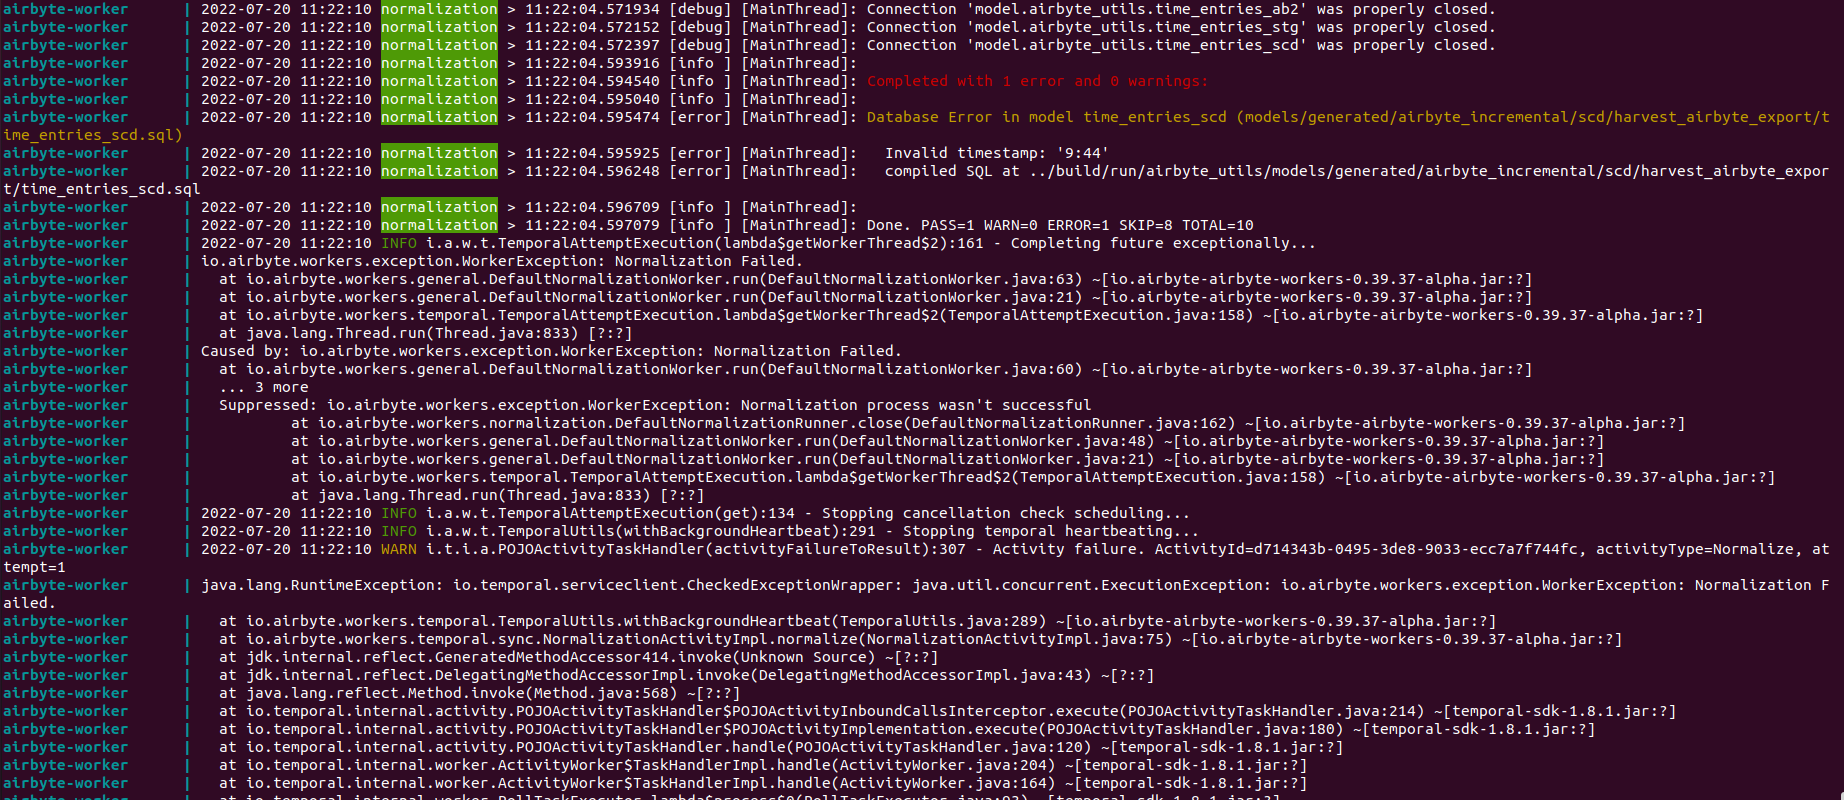 airbyte-worker | 2022-07-20 11:22:10 normalization > 11:22:04.571934 [debug] [MainThread]: Connection 'model.airbyte_utils.time_entries_ab2' was properly closed.
airbyte-worker | 2022-07-20 11:22:10 normalization > 11:22:04.572152 [debug] [MainThread]: Connection 'model.airbyte_utils.time_entries_stg' was properly closed.
airbyte-worker | 2022-07-20 11:22:10 normalization > 11:22:04.572397 [debug] [MainThread]: Connection 'model.airbyte_utils.time_entries_scd' was properly closed.
airbyte-worker | 2022-07-20 11:22:10 normalization > 11:22:04.593916 [info ] [MainThread]:
airbyte-worker | 2022-07-20 11:22:10 normalization > 11:22:04.594540 [info ] [MainThread]: Completed with 1 error and 0 warnings:
airbyte-worker | 2022-07-20 11:22:10 normalization > 11:22:04.595040 [info ] [MainThread]:
airbyte-worker | 2022-07-20 11:22:10 normalization > 11:22:04.595474 [error] [MainThread]: Database Error in model time_entries_scd (models/generated/airbyte_incremental/scd/harvest_airbyte_export/t
ime_entries_scd.sql)
airbyte-worker | 2022-07-20 11:22:10 normalization > 11:22:04.595925 [error] [MainThread]:   Invalid timestamp: '9:44'
airbyte-worker | 2022-07-20 11:22:10 normalization > 11:22:04.596248 [error] [MainThread]:   compiled SQL at ../build/run/airbyte_utils/models/generated/airbyte_incremental/scd/harvest_airbyte_expor
t/time_entries_scd.sql
airbyte-worker | 2022-07-20 11:22:10 normalization > 11:22:04.596709 [info ] [MainThread]:
airbyte-worker | 2022-07-20 11:22:10 normalization > 11:22:04.597079 [info ] [MainThread]: Done. PASS=1 WARN=0 ERROR=1 SKIP=8 TOTAL=10
airbyte-worker | 2022-07-20 11:22:10 INFO i.a.w.t.TemporalAttemptExecution(lambda$getWorkerThread$2):161 - Completing future exceptionally...
airbyte-worker | io.airbyte.workers.exception.WorkerException: Normalization Failed.
airbyte-worker |   at io.airbyte.workers.general.DefaultNormalizationWorker.run(DefaultNormalizationWorker.java:63) ~[io.airbyte-airbyte-workers-0.39.37-alpha.jar:?]
airbyte-worker |   at io.airbyte.workers.general.DefaultNormalizationWorker.run(DefaultNormalizationWorker.java:21) ~[io.airbyte-airbyte-workers-0.39.37-alpha.jar:?]
airbyte-worker |   at io.airbyte.workers.temporal.TemporalAttemptExecution.lambda$getWorkerThread$2(TemporalAttemptExecution.java:158) ~[io.airbyte-airbyte-workers-0.39.37-alpha.jar:?]
airbyte-worker |   at java.lang.Thread.run(Thread.java:833) [?:?]
airbyte-worker | Caused by: io.airbyte.workers.exception.WorkerException: Normalization Failed.
airbyte-worker |   at io.airbyte.workers.general.DefaultNormalizationWorker.run(DefaultNormalizationWorker.java:60) ~[io.airbyte-airbyte-workers-0.39.37-alpha.jar:?]
airbyte-worker |   ... 3 more
airbyte-worker |   Suppressed: io.airbyte.workers.exception.WorkerException: Normalization process wasn't successful
airbyte-worker |           at io.airbyte.workers.normalization.DefaultNormalizationRunner.close(DefaultNormalizationRunner.java:162) ~[io.airbyte-airbyte-workers-0.39.37-alpha.jar:?]
airbyte-worker |           at io.airbyte.workers.general.DefaultNormalizationWorker.run(DefaultNormalizationWorker.java:48) ~[io.airbyte-airbyte-workers-0.39.37-alpha.jar:?]
airbyte-worker |           at io.airbyte.workers.general.DefaultNormalizationWorker.run(DefaultNormalizationWorker.java:21) ~[io.airbyte-airbyte-workers-0.39.37-alpha.jar:?]
airbyte-worker |           at io.airbyte.workers.temporal.TemporalAttemptExecution.lambda$getWorkerThread$2(TemporalAttemptExecution.java:158) ~[io.airbyte-airbyte-workers-0.39.37-alpha.jar:?]
airbyte-worker |           at java.lang.Thread.run(Thread.java:833) [?:?]
airbyte-worker | 2022-07-20 11:22:10 INFO i.a.w.t.TemporalAttemptExecution(get):134 - Stopping cancellation check scheduling...
airbyte-worker | 2022-07-20 11:22:10 INFO i.a.w.t.TemporalUtils(withBackgroundHeartbeat):291 - Stopping temporal heartbeating...
airbyte-worker | 2022-07-20 11:22:10 WARN i.t.i.a.POJOActivityTaskHandler(activityFailureToResult):307 - Activity failure. ActivityId=d714343b-0495-3de8-9033-ecc7a7f744fc, activityType=Normalize, at
tempt=1
airbyte-worker | java.lang.RuntimeException: io.temporal.serviceclient.CheckedExceptionWrapper: java.util.concurrent.ExecutionException: io.airbyte.workers.exception.WorkerException: Normalization F
ailed.
airbyte-worker |   at io.airbyte.workers.temporal.TemporalUtils.withBackgroundHeartbeat(TemporalUtils.java:289) ~[io.airbyte-airbyte-workers-0.39.37-alpha.jar:?]
airbyte-worker |   at io.airbyte.workers.temporal.sync.NormalizationActivityImpl.normalize(NormalizationActivityImpl.java:75) ~[io.airbyte-airbyte-workers-0.39.37-alpha.jar:?]
airbyte-worker |   at jdk.internal.reflect.GeneratedMethodAccessor414.invoke(Unknown Source) ~[?:?]
airbyte-worker |   at jdk.internal.reflect.DelegatingMethodAccessorImpl.invoke(DelegatingMethodAccessorImpl.java:43) ~[?:?]
airbyte-worker |   at java.lang.reflect.Method.invoke(Method.java:568) ~[?:?]
airbyte-worker |   at io.temporal.internal.activity.POJOActivityTaskHandler$POJOActivityInboundCallsInterceptor.execute(POJOActivityTaskHandler.java:214) ~[temporal-sdk-1.8.1.jar:?]
airbyte-worker |   at io.temporal.internal.activity.POJOActivityTaskHandler$POJOActivityImplementation.execute(POJOActivityTaskHandler.java:180) ~[temporal-sdk-1.8.1.jar:?]
airbyte-worker |   at io.temporal.internal.activity.POJOActivityTaskHandler.handle(POJOActivityTaskHandler.java:120) ~[temporal-sdk-1.8.1.jar:?]
airbyte-worker |   at io.temporal.internal.worker.ActivityWorker$TaskHandlerImpl.handle(ActivityWorker.java:204) ~[temporal-sdk-1.8.1.jar:?]
airbyte-worker |   at io.temporal.internal.worker.ActivityWorker$TaskHandlerImpl.handle(ActivityWorker.java:164) ~[temporal-sdk-1.8.1.jar:?]